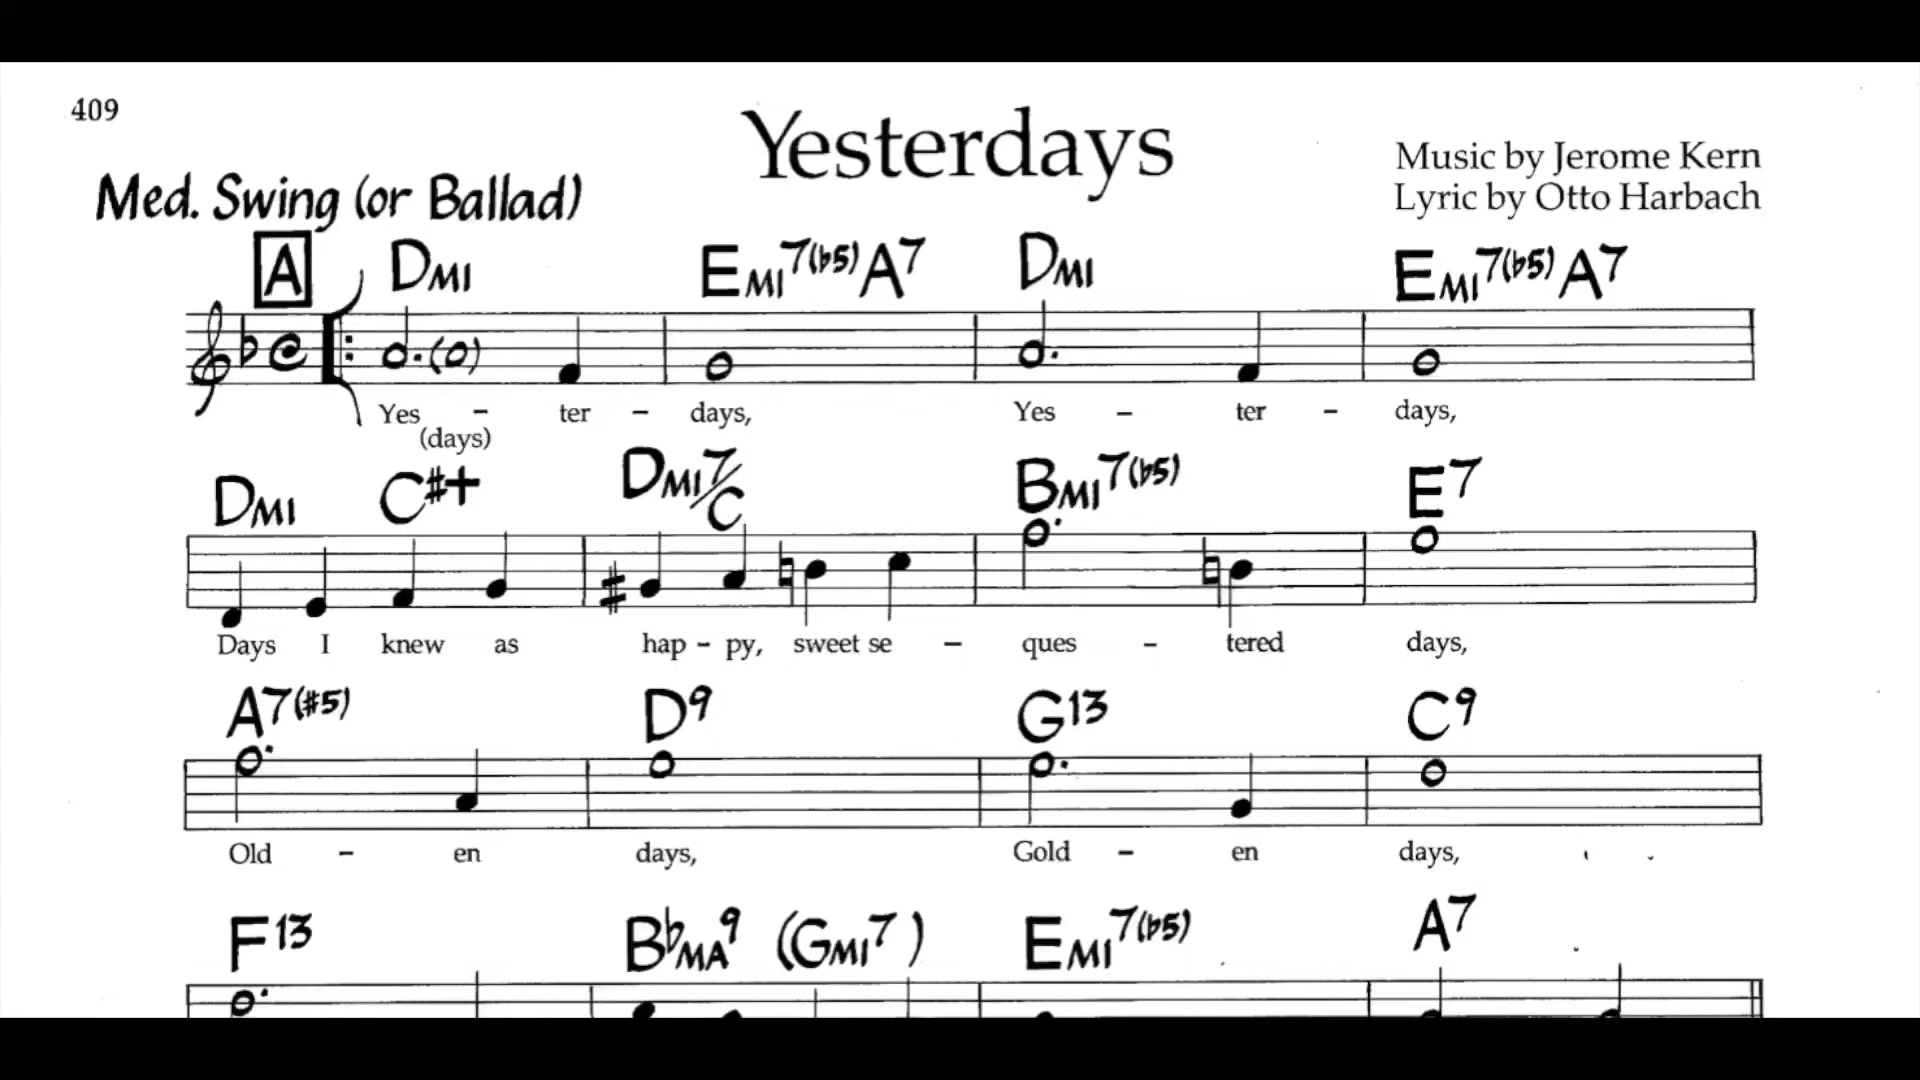 409
Yesterdays
Music by Jerome Kern
Lyric by Otto Harbach
Med. Swing (or Ballad)
A DMI EMI7(b5) A7 DMI EMI7(b5) A7
Yes - ter - days, Yes - ter - days,
(days)
DMI C#+ DMI7/C BMI7(b5) E7
Days I knew as hap - py, sweet se - ques - tered days,
A7(#5) D9 G13 C9
Old - en days, Gold - en days,
F13 BbMA9 (GMI7) EMI7(b5) A7